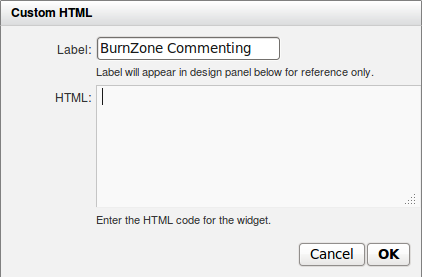 Custom HTML
Label: BurnZone Commenting
Label will appear in design panel below for reference only.
HTML:
Enter the HTML code for the widget.
Cancel OK